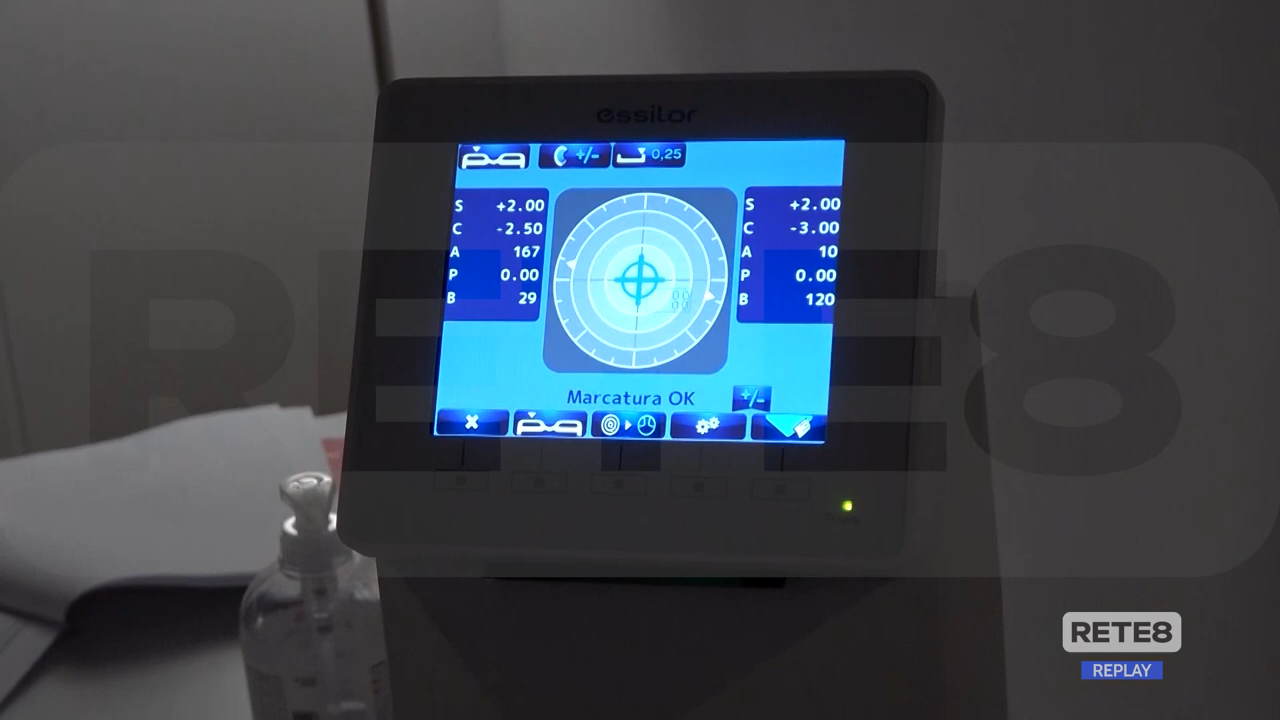 essilor
+/-
0,25
S +2.00
C -2.50
A 167
P 0.00
B 29
S +2.00
C -3.00
A 10
P 0.00
B 120
Marcatura OK
+/-
RETE8
RETE8
REPLAY